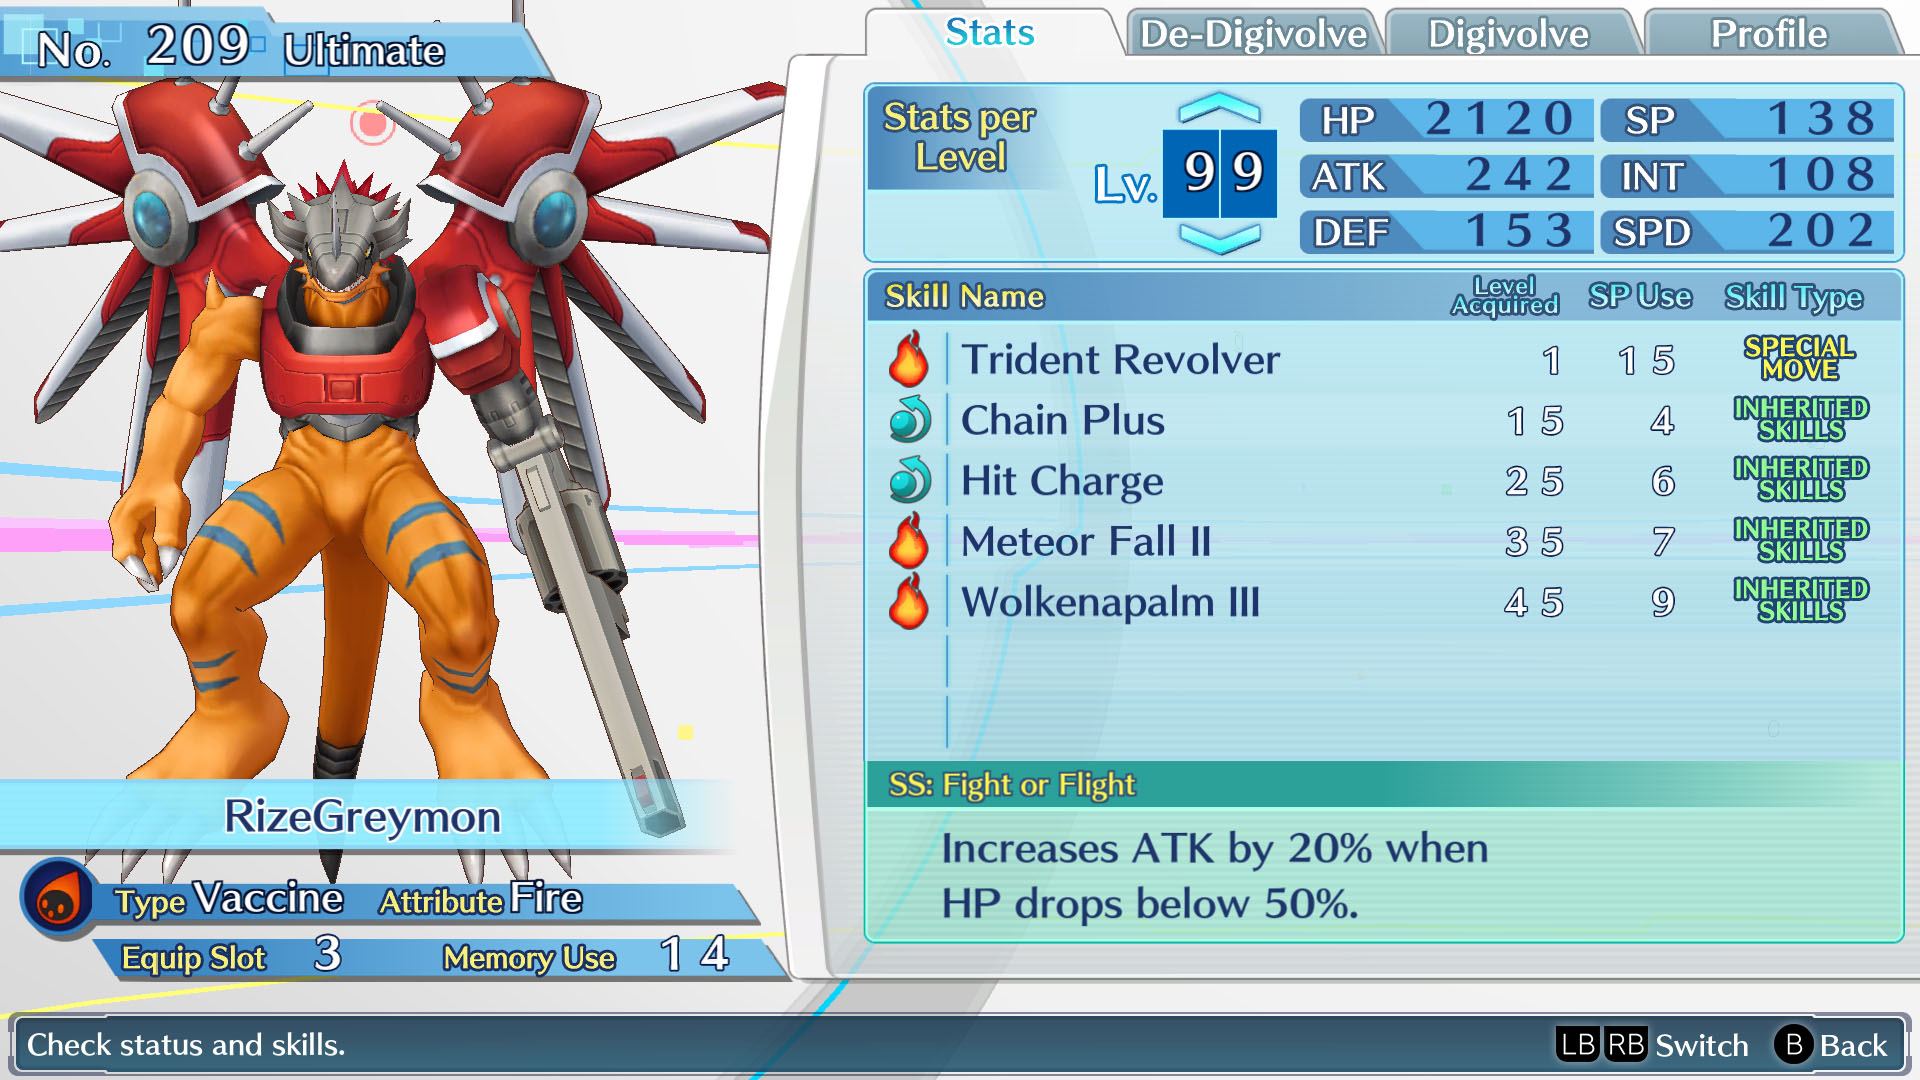 No. 209 Ultimate
Stats
De-Digivolve
Digivolve
Profile
Stats per
Level
Lv. 99
HP 2120
SP 138
ATK 242
INT 108
DEF 153
SPD 202
Skill Name Level Acquired SP Use Skill Type
Trident Revolver 1 15 SPECIAL MOVE
Chain Plus 15 4 INHERITED SKILLS
Hit Charge 25 6 INHERITED SKILLS
Meteor Fall II 35 7 INHERITED SKILLS
Wolkenapalm III 45 9 INHERITED SKILLS
SS: Fight or Flight
Increases ATK by 20% when
HP drops below 50%.
RizeGreymon
Type Vaccine Attribute Fire
Equip Slot 3 Memory Use 14
Check status and skills.
LB RB Switch B Back